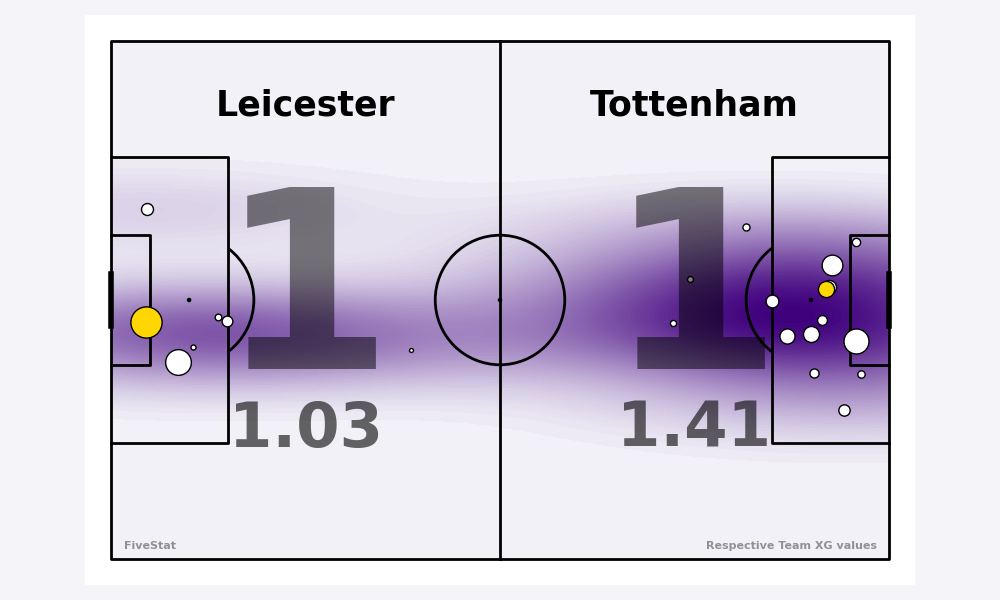 Leicester
Tottenham
1
1
1.03
1.41
FiveStat
Respective Team XG values